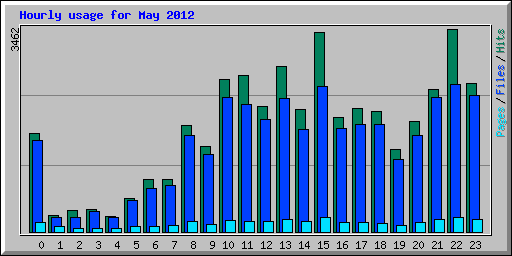 Hourly usage for May 2012
3462
Pages/Files/Hits
0 1 2 3 4 5 6 7 8 9 10 11 12 13 14 15 16 17 18 19 20 21 22 23